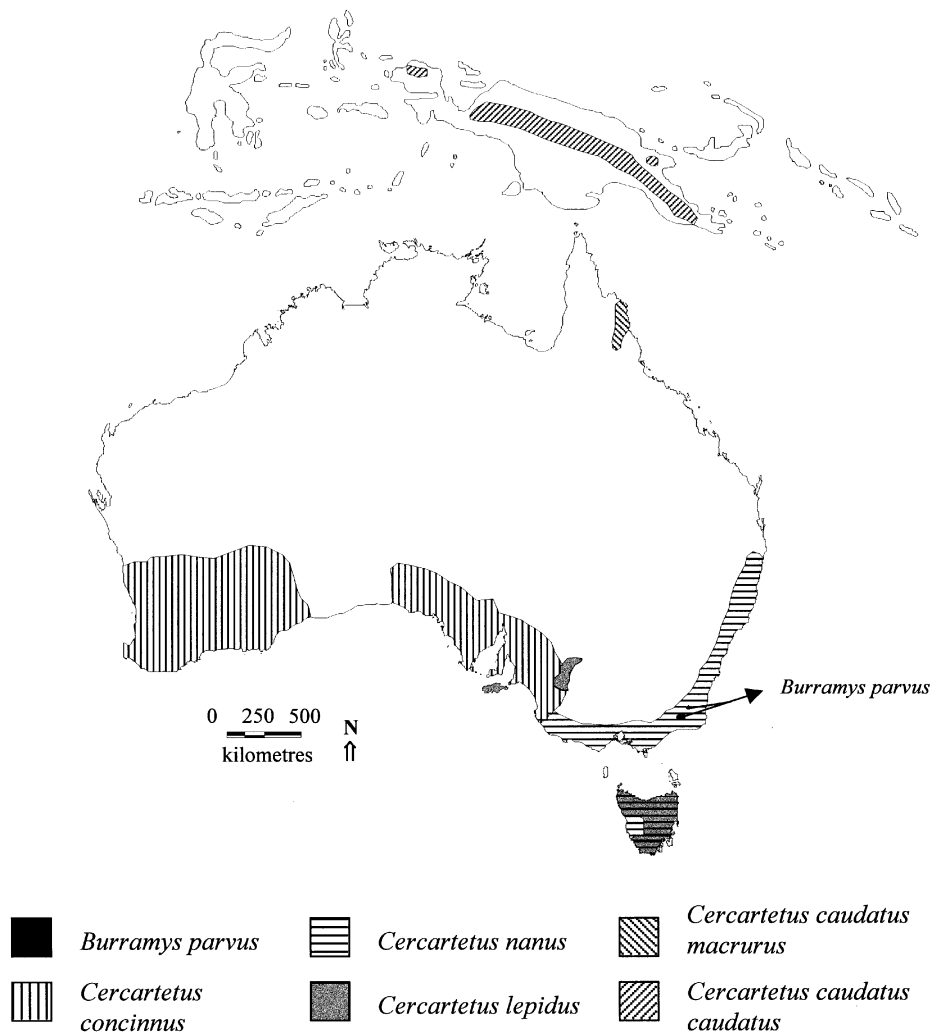 Burramys parvus
0 250 500
kilometres
N
Burramys parvus
Cercartetus nanus
Cercartetus caudatus
macrurus
Cercartetus
concinnus
Cercartetus lepidus
Cercartetus caudatus
caudatus